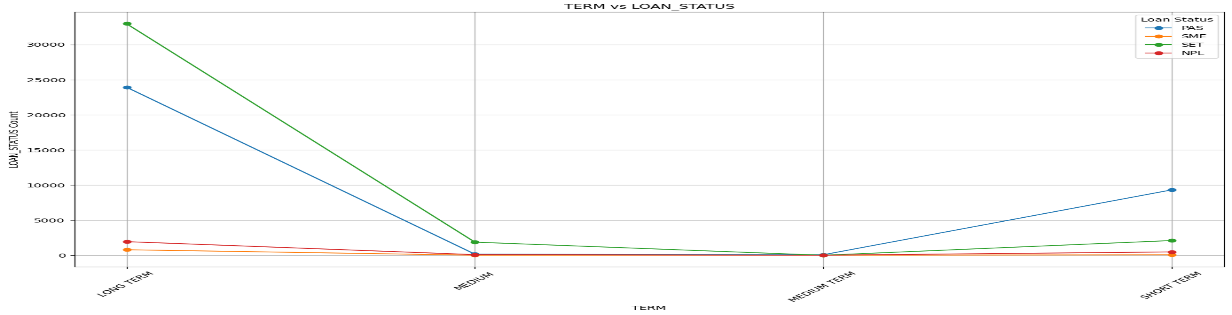 TERM vs LOAN_STATUS
Loan Status
PAS
SMF
SET
NPL
30000
25000
20000
15000
10000
5000
0
LOAN_STATUS Count
LONG TERM
MEDIUM
MEDIUM TERM
SHORT TERM
TERM